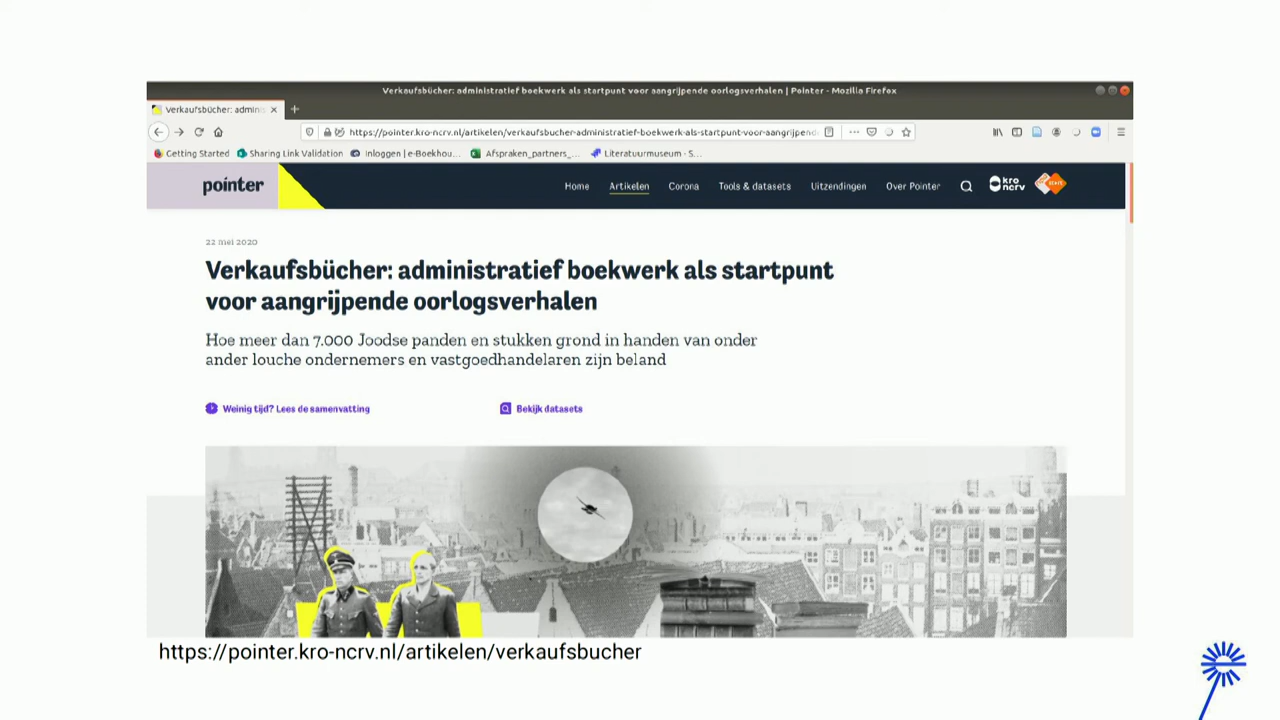 Verkaufsbücher: administratief boekwerk als startpunt voor aangrijpende oorlogsverhalen | Pointer - Mozilla Firefox
Verkaufsbücher: adminis
https://pointer.kro-ncrv.nl/artikelen/verkaufsbucher-administratief-boekwerk-als-startpunt-voor-aangrijpend
Getting Started
Sharing Link Validation
Inloggen | e-Boekhou...
Afspraken_partners_...
Literatuurmuseum - S...
pointer
Home
Artikelen
Corona
Tools & datasets
Uitzendingen
Over Pointer
kro
ncrv
22 mei 2020
Verkaufsbücher: administratief boekwerk als startpunt
voor aangrijpende oorlogsverhalen
Hoe meer dan 7.000 Joodse panden en stukken grond in handen van onder
ander louche ondernemers en vastgoedhandelaren zijn beland
Weinig tijd? Lees de samenvatting
Bekijk datasets
https://pointer.kro-ncrv.nl/artikelen/verkaufsbucher